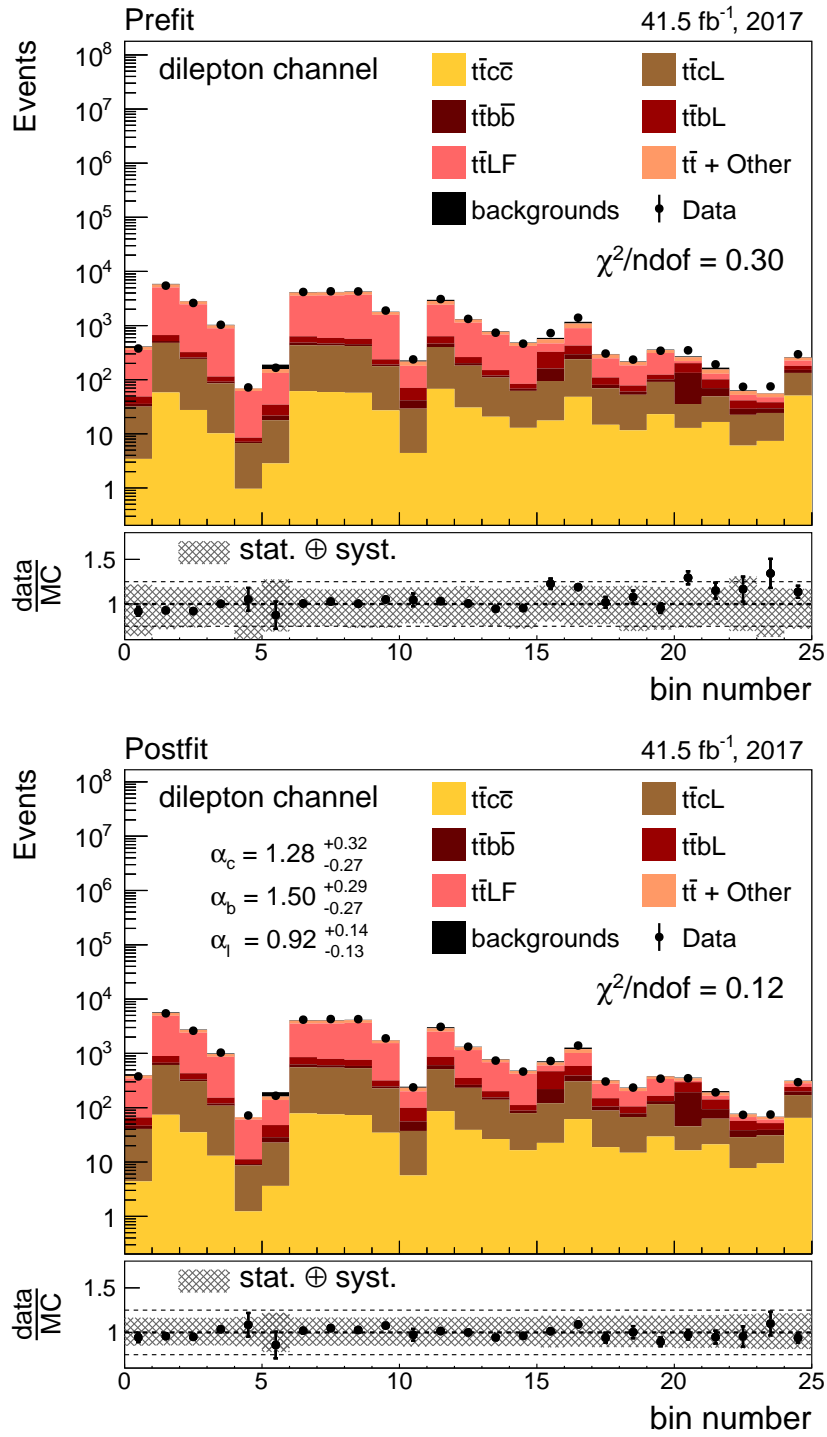 Prefit 41.5 fb⁻¹, 2017
Events
10⁸
10⁷
10⁶
10⁵
10⁴
10³
10²
10
1
dilepton channel
tt̄cc̄ tt̄cL
tt̄bb̄ tt̄bL
tt̄LF tt̄ + Other
backgrounds Data
χ²/ndof = 0.30
data
MC
1.5
1
stat. ⊕ syst.
0 5 10 15 20 25
bin number
Postfit 41.5 fb⁻¹, 2017
Events
10⁸
10⁷
10⁶
10⁵
10⁴
10³
10²
10
1
dilepton channel
α_c = 1.28 +0.32 -0.27
α_b = 1.50 +0.29 -0.27
α_l = 0.92 +0.14 -0.13
tt̄cc̄ tt̄cL
tt̄bb̄ tt̄bL
tt̄LF tt̄ + Other
backgrounds Data
χ²/ndof = 0.12
data
MC
1.5
1
stat. ⊕ syst.
0 5 10 15 20 25
bin number